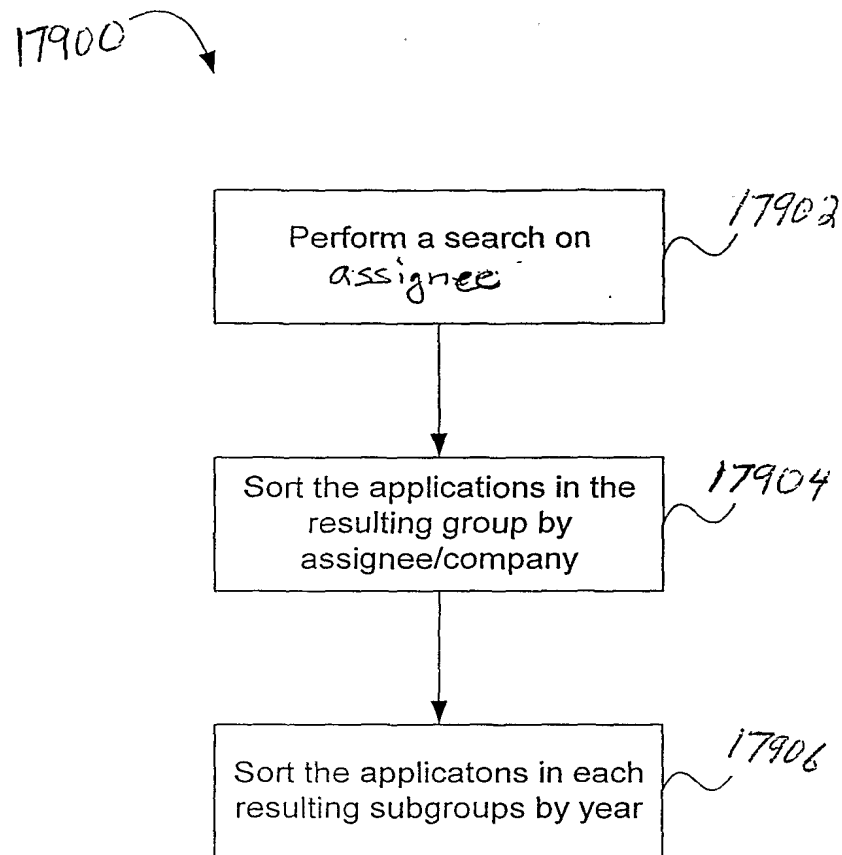 17900
Perform a search on
assignee
17902
Sort the applications in the
resulting group by
assignee/company
17904
Sort the applicatons in each
resulting subgroups by year
17906